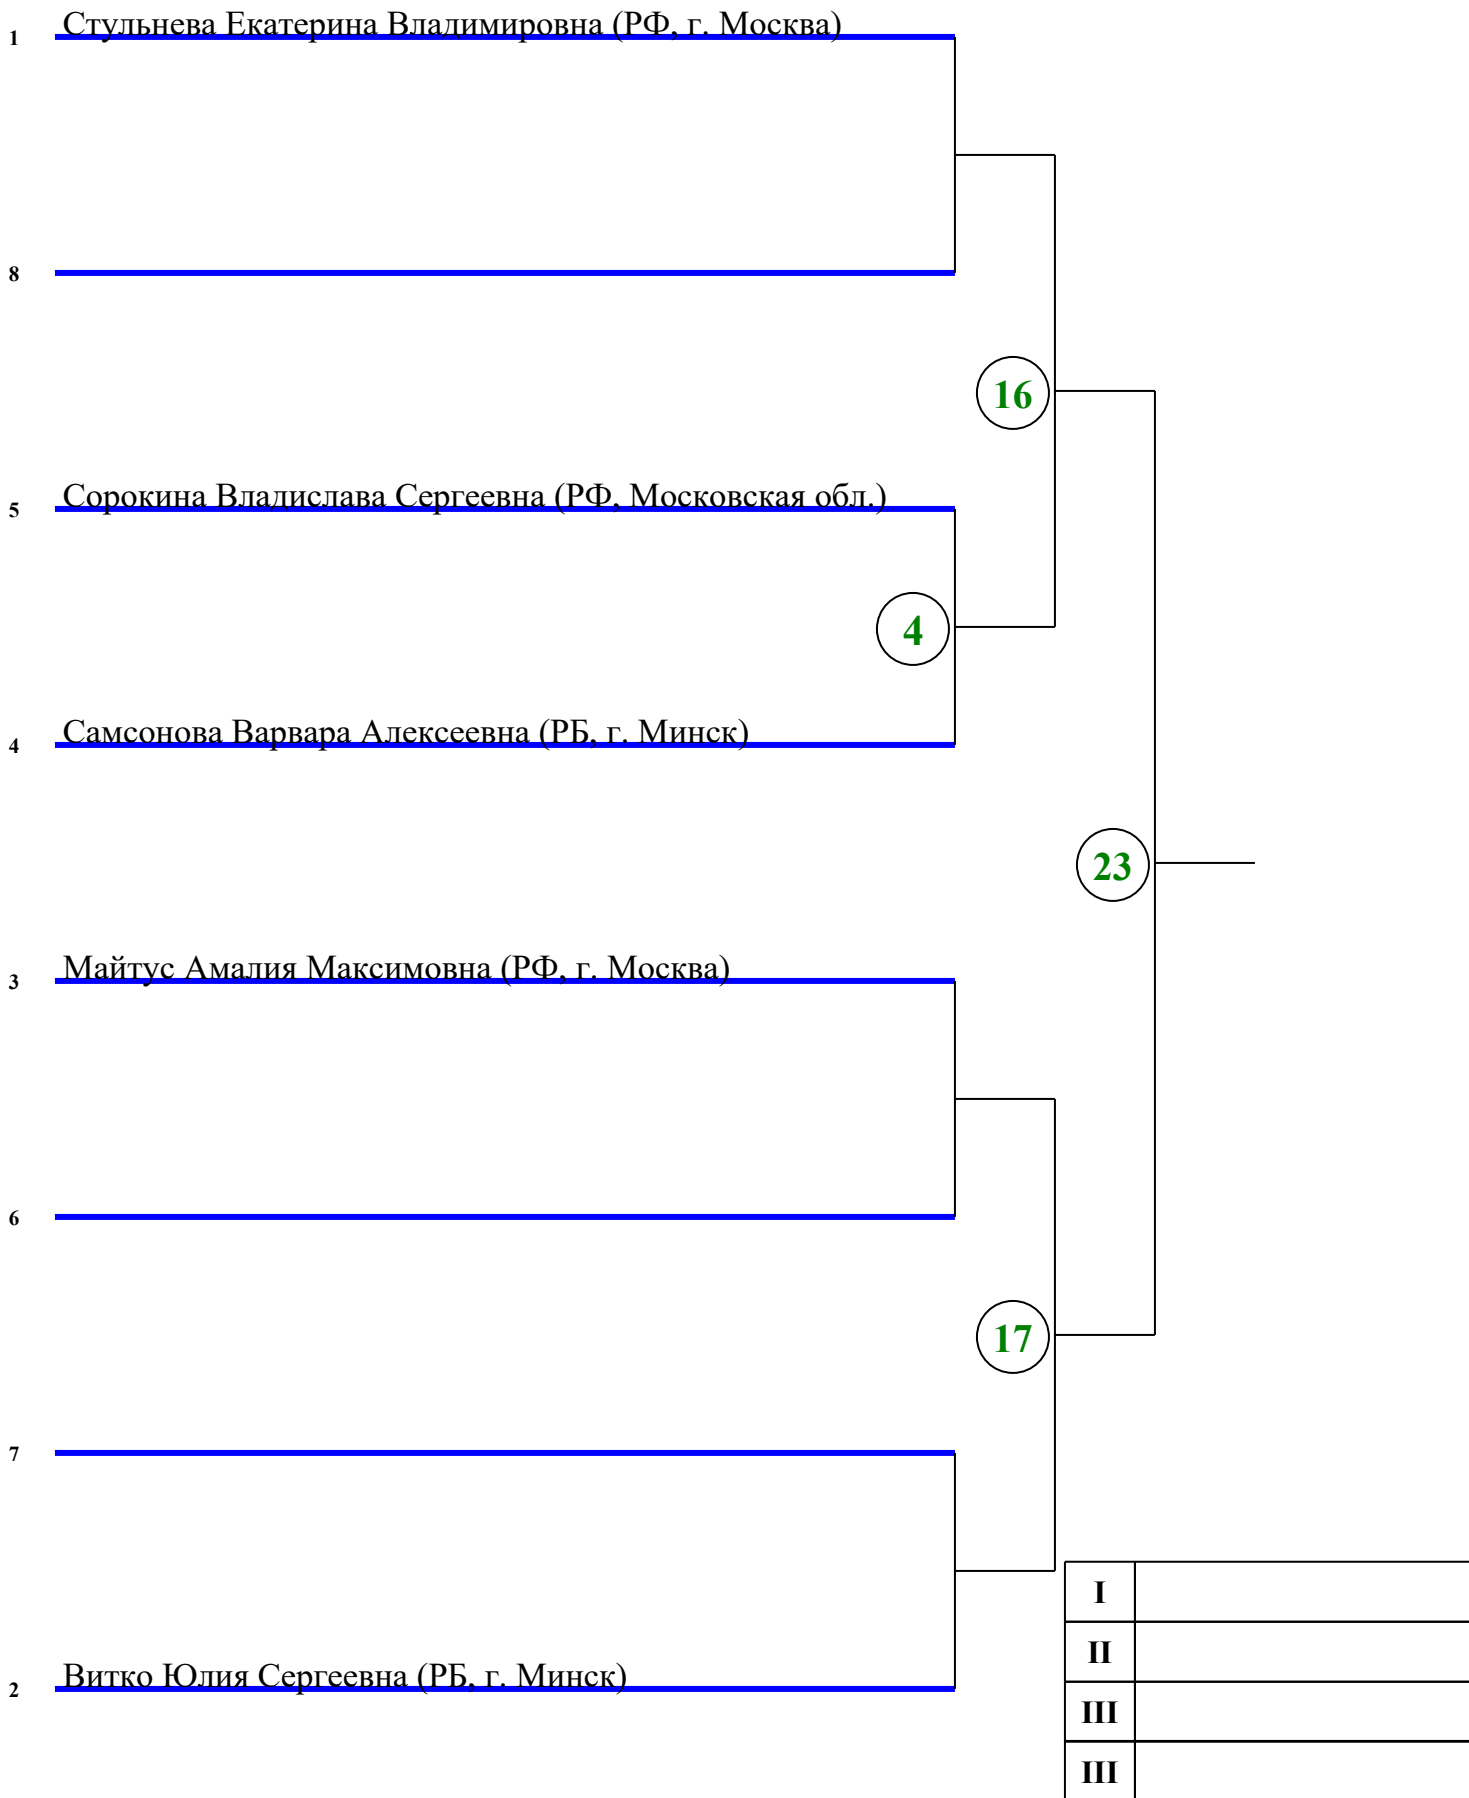 1 Стульнева Екатерина Владимировна (РФ, г. Москва)
8
16
5 Сорокина Владислава Сергеевна (РФ, Московская обл.)
4
4 Самсонова Варвара Алексеевна (РБ, г. Минск)
23
3 Майтус Амалия Максимовна (РФ, г. Москва)
6
17
7
I
II
2 Витко Юлия Сергеевна (РБ, г. Минск)
III
III